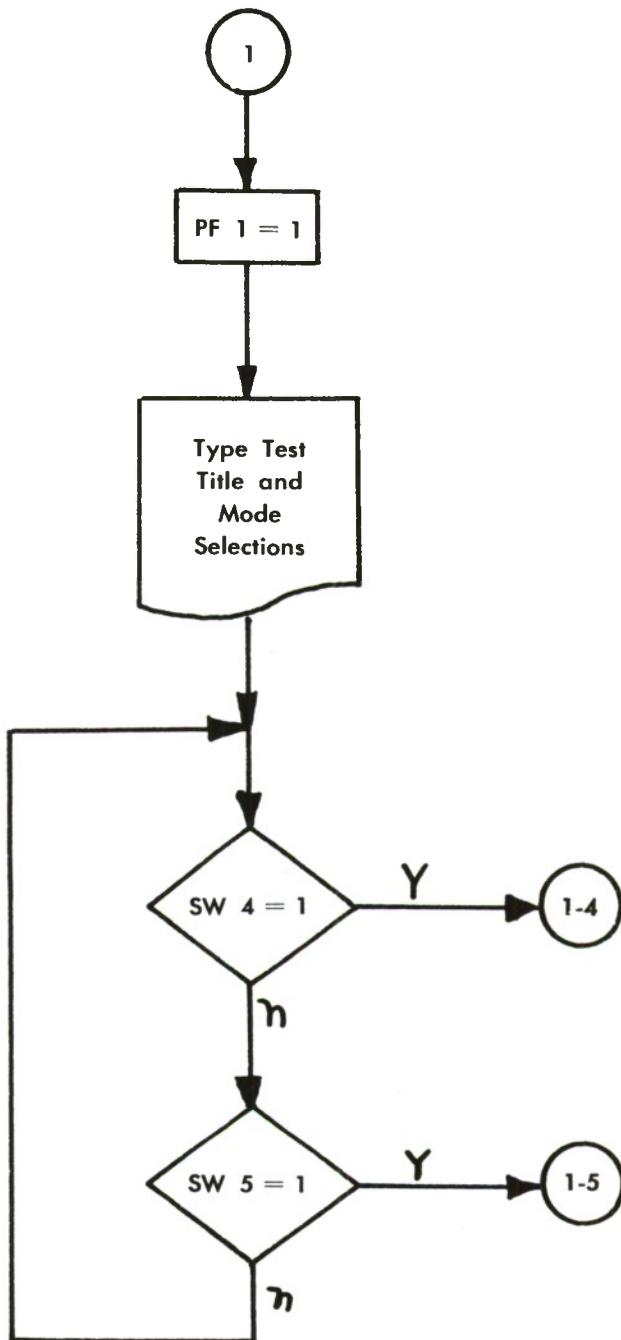 1
PF 1 = 1
Type Test
Title and
Mode
Selections
SW 4 = 1
Y
1-4
n
SW 5 = 1
Y
1-5
n